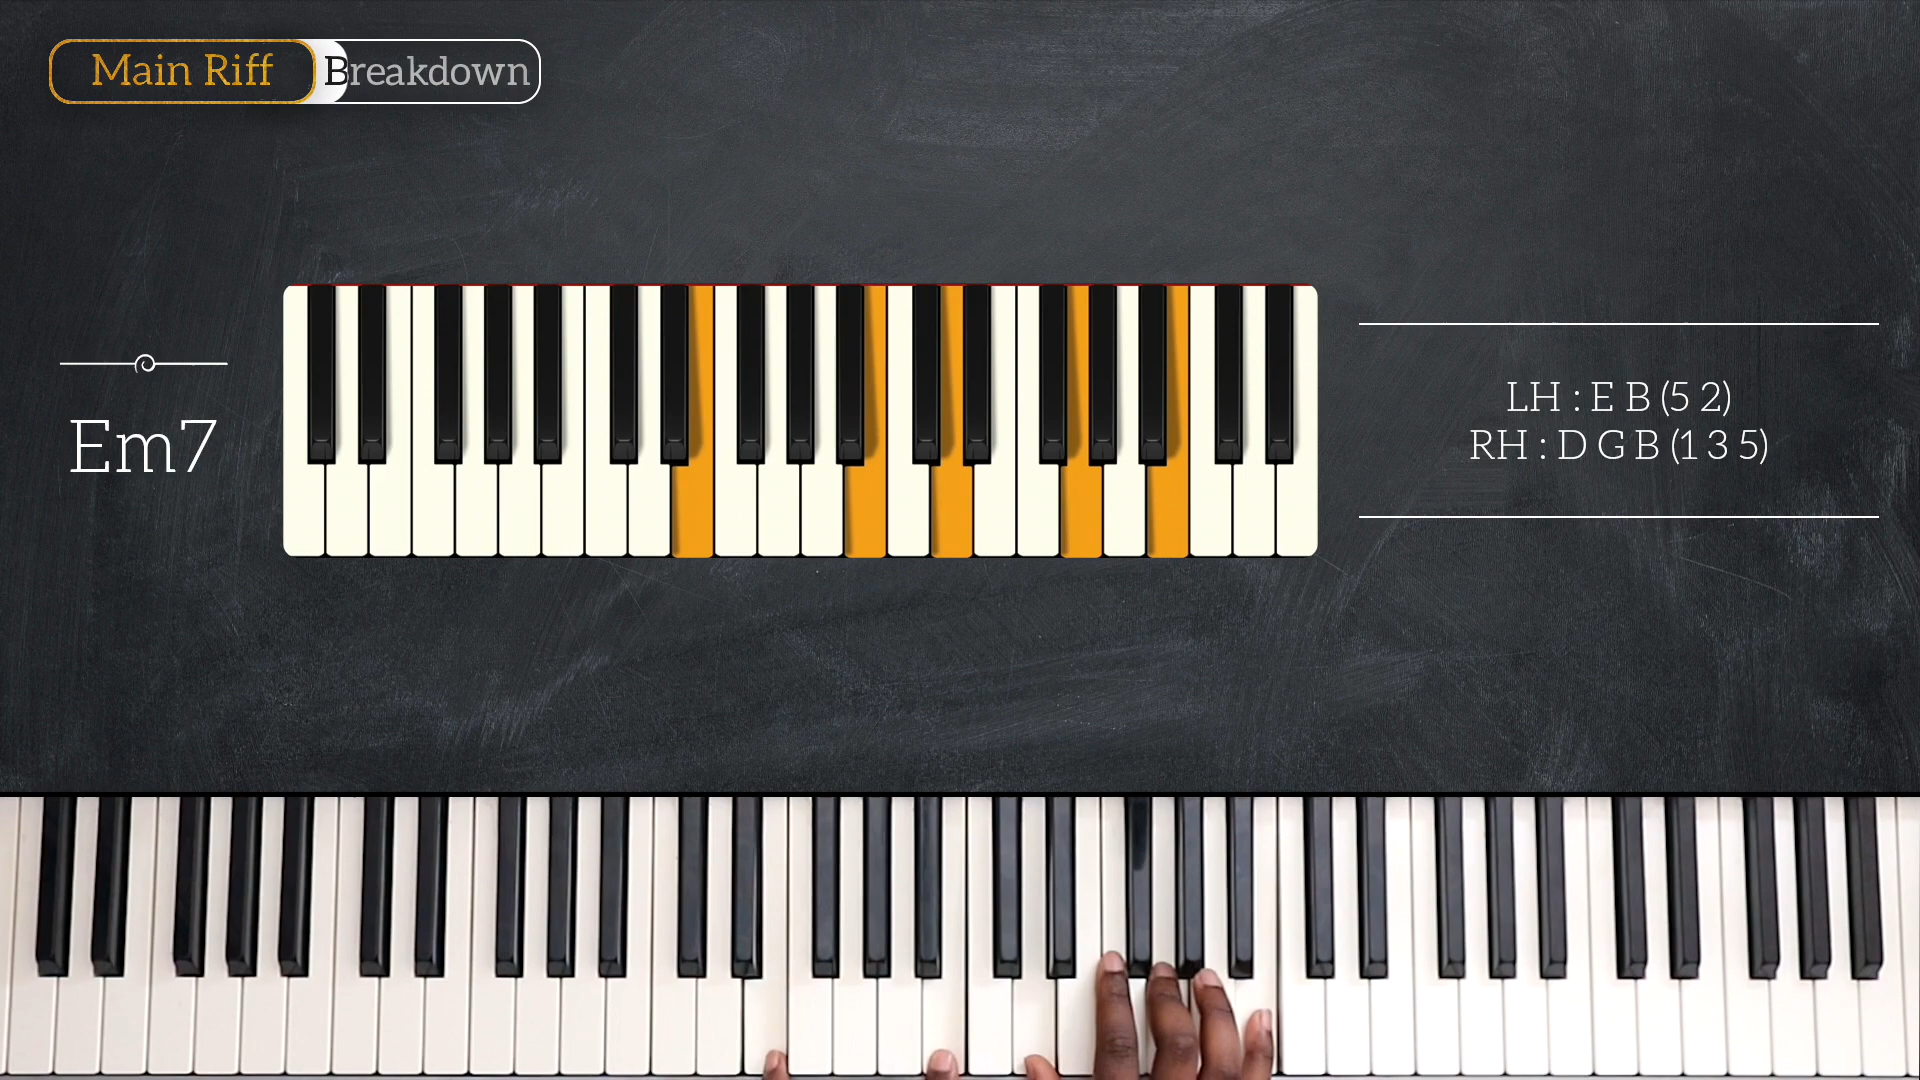 Main Riff
Breakdown
Em7
LH : E B (5 2)
RH : D G B (1 3 5)